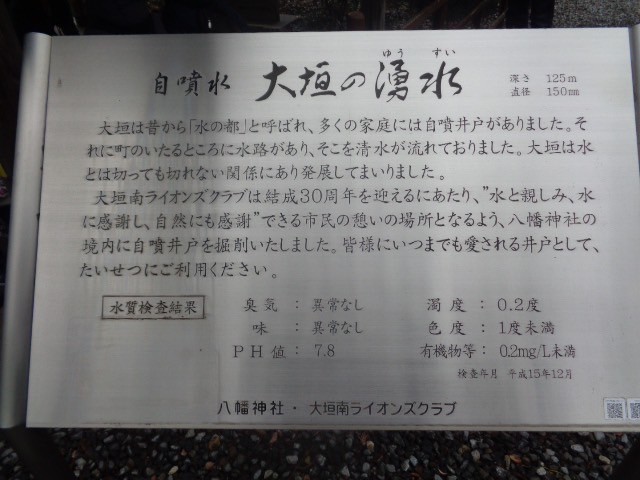 自噴水 大垣の湧水 深さ 125m
ゆう すい
直径 150mm
大垣は昔から「水の都」と呼ばれ、多くの家庭には自噴井戸がありました。そ
れに町のいたるところに水路があり、そこを清水が流れておりました。大垣は水
とは切っても切れない関係にあり発展してまいりました。
大垣南ライオンズクラブは結成30周年を迎えるにあたり、"水と親しみ、水
に感謝し、自然にも感謝"できる市民の憩いの場所となるよう、八幡神社の
境内に自噴井戸を掘削いたしました。皆様にいつまでも愛される井戸として、
たいせつにご利用ください。
水質検査結果 臭気 : 異常なし 濁度 : 0.2度
味 : 異常なし 色度 : 1度未満
PH値 : 7.8 有機物等 : 0.2mg/L未満
検査年月 平成15年12月
八幡神社・大垣南ライオンズクラブ